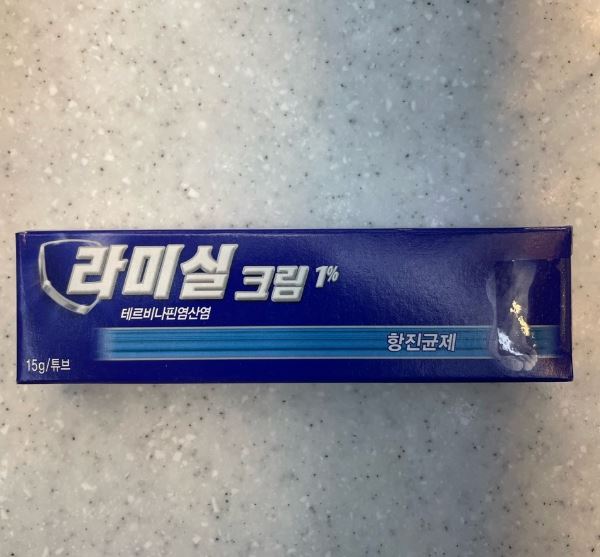 라미실 크림 1%
테르비나핀염산염
항진균제
15g/튜브